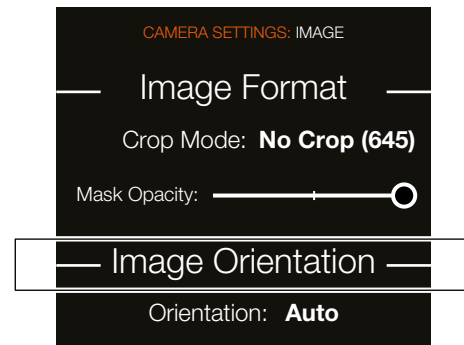 CAMERA SETTINGS: IMAGE
Image Format
Crop Mode: No Crop (645)
Mask Opacity:
Image Orientation
Orientation: Auto